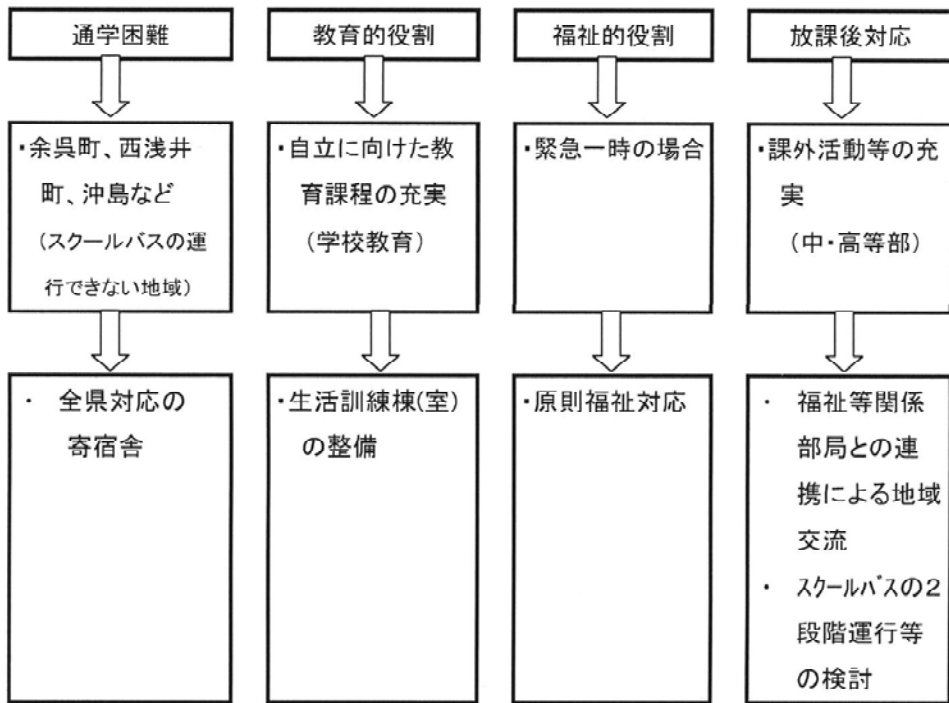 通学困難
・余呉町、西浅井
町、沖島など
(スクールバスの運
行できない地域)
・ 全県対応の
寄宿舎
教育的役割
・自立に向けた教
育課程の充実
(学校教育)
・生活訓練棟(室)
の整備
福祉的役割
・緊急一時の場合
・原則福祉対応
放課後対応
・課外活動等の充
実
(中・高等部)
・ 福祉等関係
部局との連
携による地域
交流
・ スクールバスの2
段階運行等
の検討